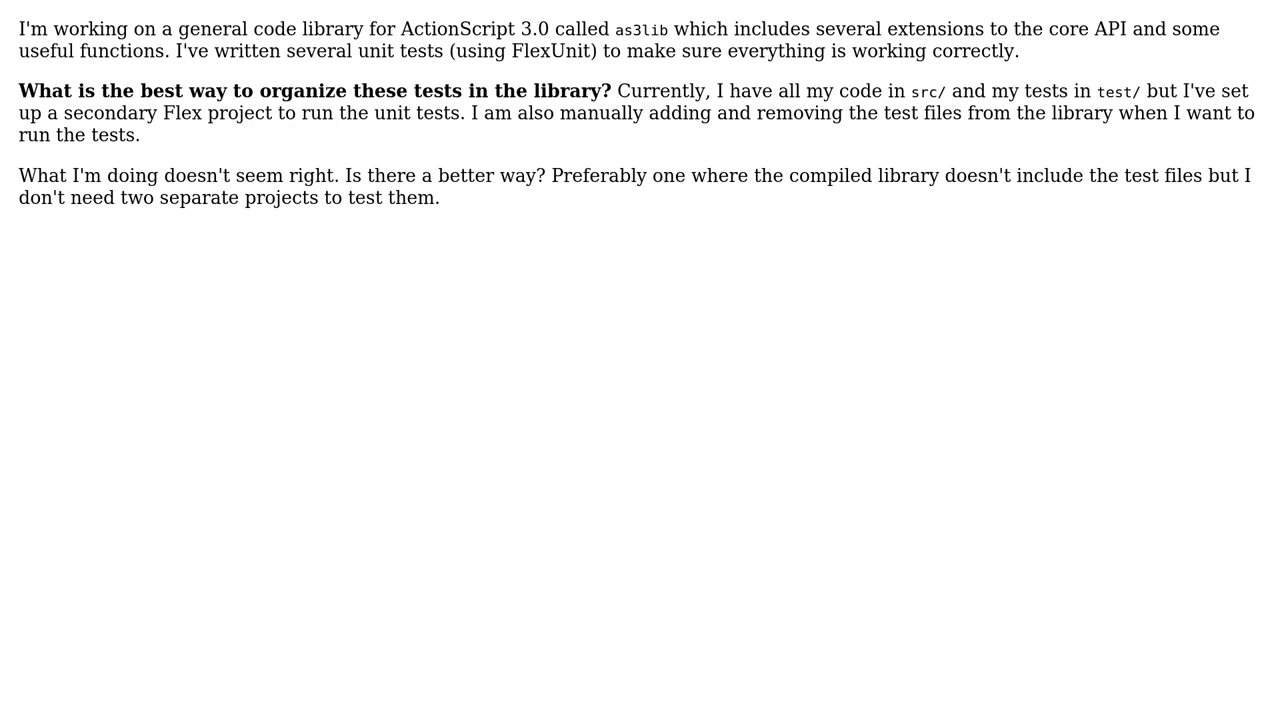 I'm working on a general code library for ActionScript 3.0 called as3lib which includes several extensions to the core API and some
useful functions. I've written several unit tests (using FlexUnit) to make sure everything is working correctly.
What is the best way to organize these tests in the library? Currently, I have all my code in src/ and my tests in test/ but I've set
up a secondary Flex project to run the unit tests. I am also manually adding and removing the test files from the library when I want to
run the tests.
What I'm doing doesn't seem right. Is there a better way? Preferably one where the compiled library doesn't include the test files but I
don't need two separate projects to test them.